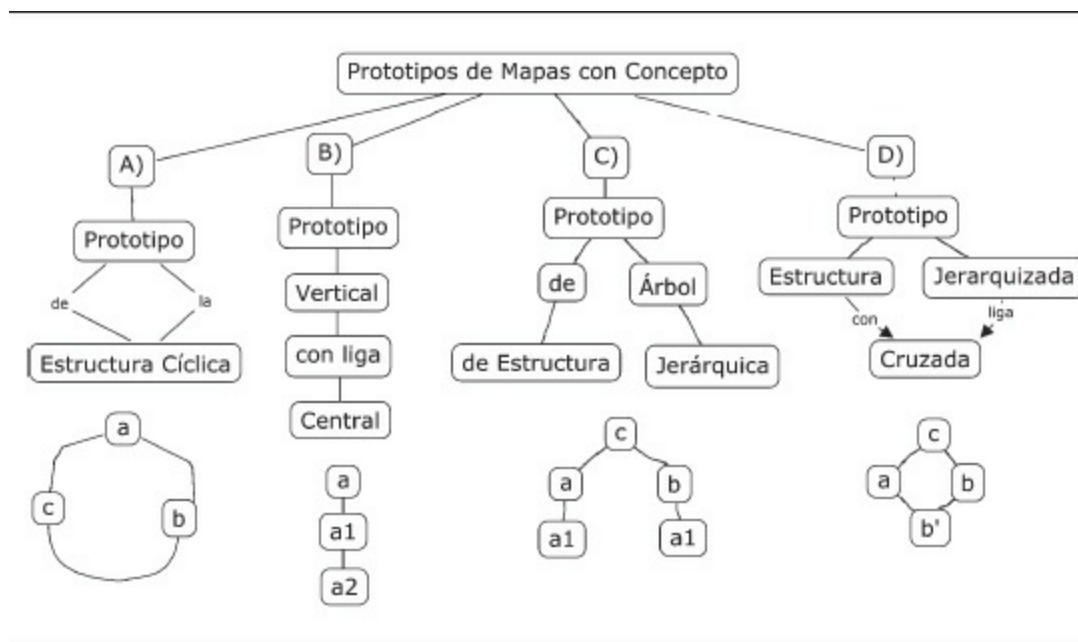 Prototipos de Mapas con Concepto
A)
Prototipo
de
la
Estructura Cíclica
a
c
b
B)
Prototipo
Vertical
con liga
Central
a
a1
a2
C)
Prototipo
de
Árbol
de Estructura
Jerárquica
c
a
b
a1
a1
D)
Prototipo
Estructura
Jerarquizada
con
liga
Cruzada
c
a
b
b'